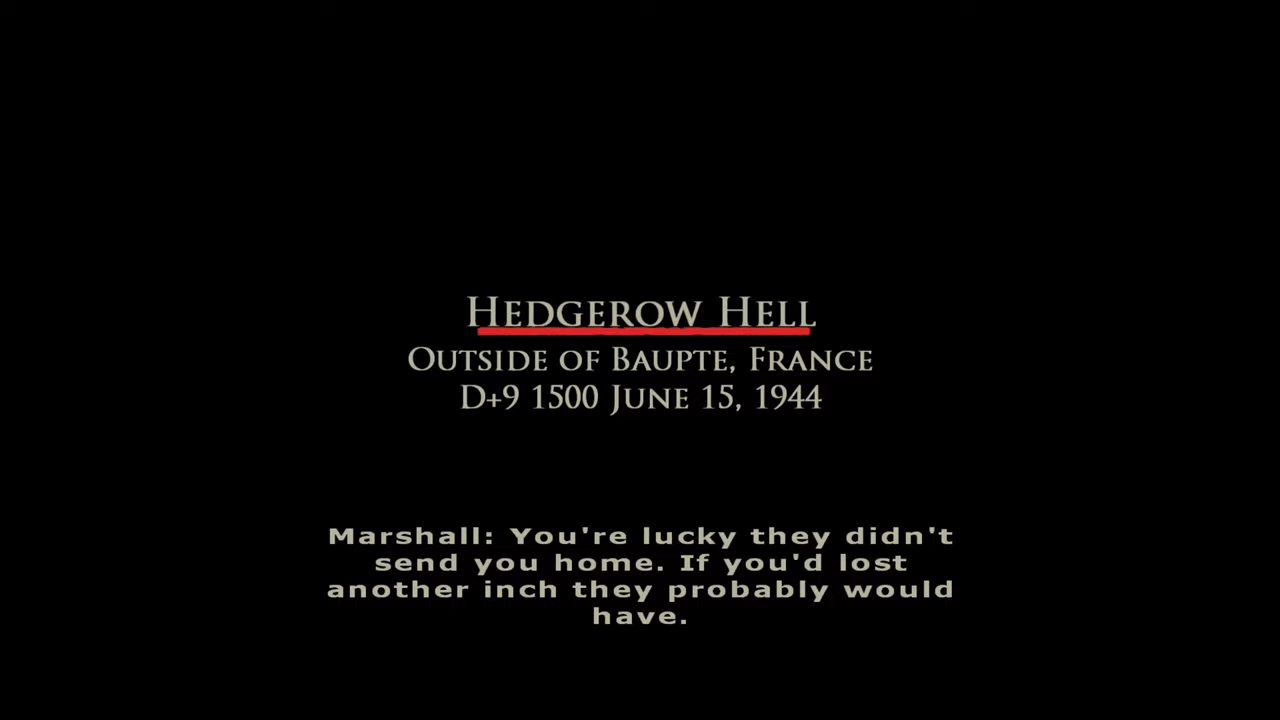 Hedgerow Hell
Outside of Baupte, France
D+9 1500 June 15, 1944
Marshall: You're lucky they didn't
send you home. If you'd lost
another inch they probably would
have.